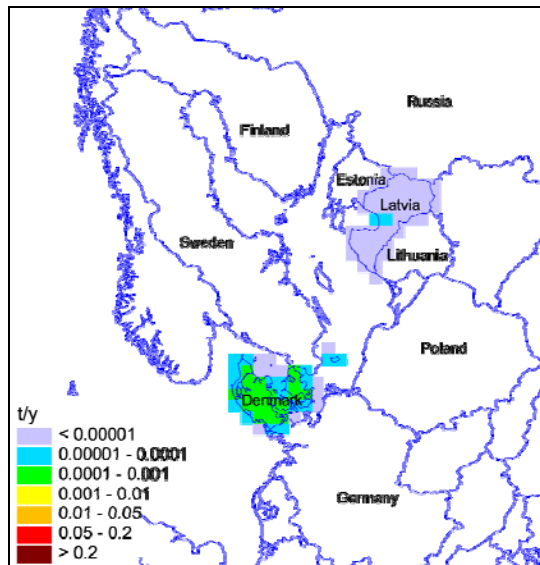 Russia
Finland
Estonia
Latvia
Sweden
Lithuania
Poland
Denmark
Germany
t/y
< 0.00001
0.00001 - 0.0001
0.0001 - 0.001
0.001 - 0.01
0.01 - 0.05
0.05 - 0.2
> 0.2